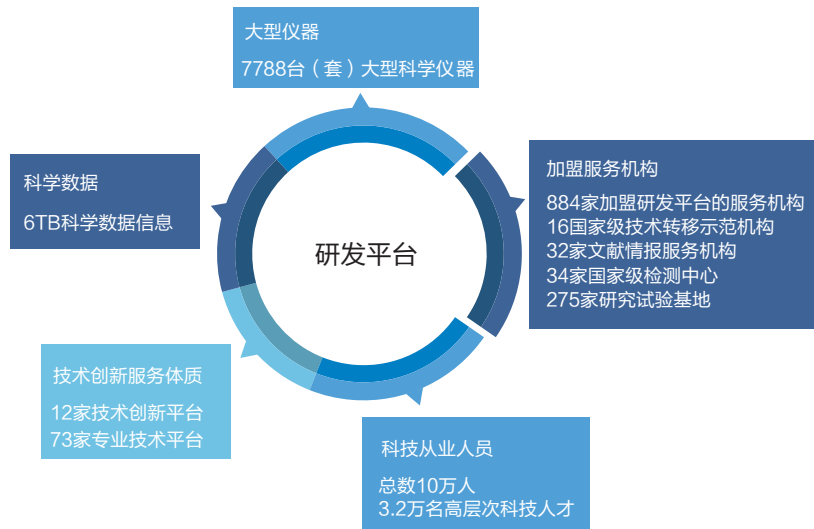 大型仪器
7788台（套）大型科学仪器
科学数据
6TB科学数据信息
加盟服务机构
884家加盟研发平台的服务机构
16国家级技术转移示范机构
32家文献情报服务机构
34家国家级检测中心
275家研究试验基地
研发平台
技术创新服务体质
12家技术创新平台
73家专业技术平台
科技从业人员
总数10万人
3.2万名高层次科技人才